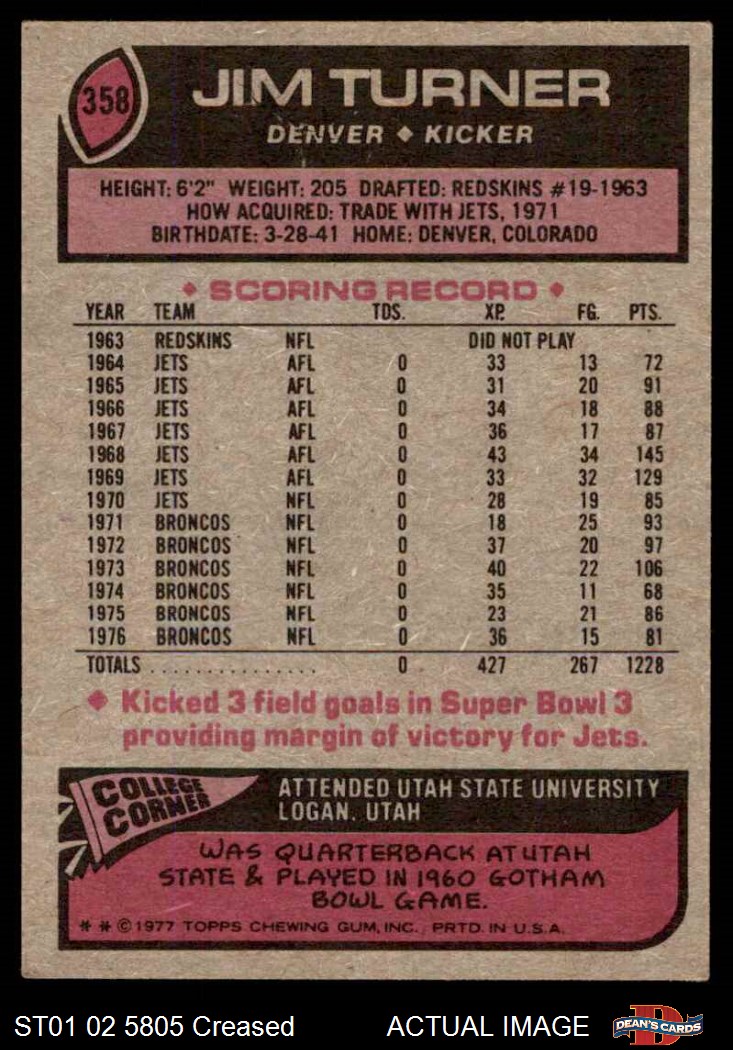 358
JIM TURNER
DENVER ◆ KICKER
HEIGHT: 6'2" WEIGHT: 205 DRAFTED: REDSKINS #19-1963
HOW ACQUIRED: TRADE WITH JETS, 1971
BIRTHDATE: 3-28-41 HOME: DENVER, COLORADO
◆ SCORING RECORD ◆
YEAR TEAM TDS. XP. FG. PTS.
1963 REDSKINS NFL DID NOT PLAY
1964 JETS AFL 0 33 13 72
1965 JETS AFL 0 31 20 91
1966 JETS AFL 0 34 18 88
1967 JETS AFL 0 36 17 87
1968 JETS AFL 0 43 34 145
1969 JETS AFL 0 33 32 129
1970 JETS NFL 0 28 19 85
1971 BRONCOS NFL 0 18 25 93
1972 BRONCOS NFL 0 37 20 97
1973 BRONCOS NFL 0 40 22 106
1974 BRONCOS NFL 0 35 11 68
1975 BRONCOS NFL 0 23 21 86
1976 BRONCOS NFL 0 36 15 81
TOTALS . . . . . . . . . . . . . . . 0 427 267 1228
◆ Kicked 3 field goals in Super Bowl 3
providing margin of victory for Jets.
COLLEGE
CORNER
ATTENDED UTAH STATE UNIVERSITY
LOGAN, UTAH
WAS QUARTERBACK AT UTAH
STATE & PLAYED IN 1960 GOTHAM
BOWL GAME.
* * © 1977 TOPPS CHEWING GUM, INC. PRTD. IN U.S.A.
ST01 02 5805 Creased ACTUAL IMAGE
D
DEAN'S CARDS